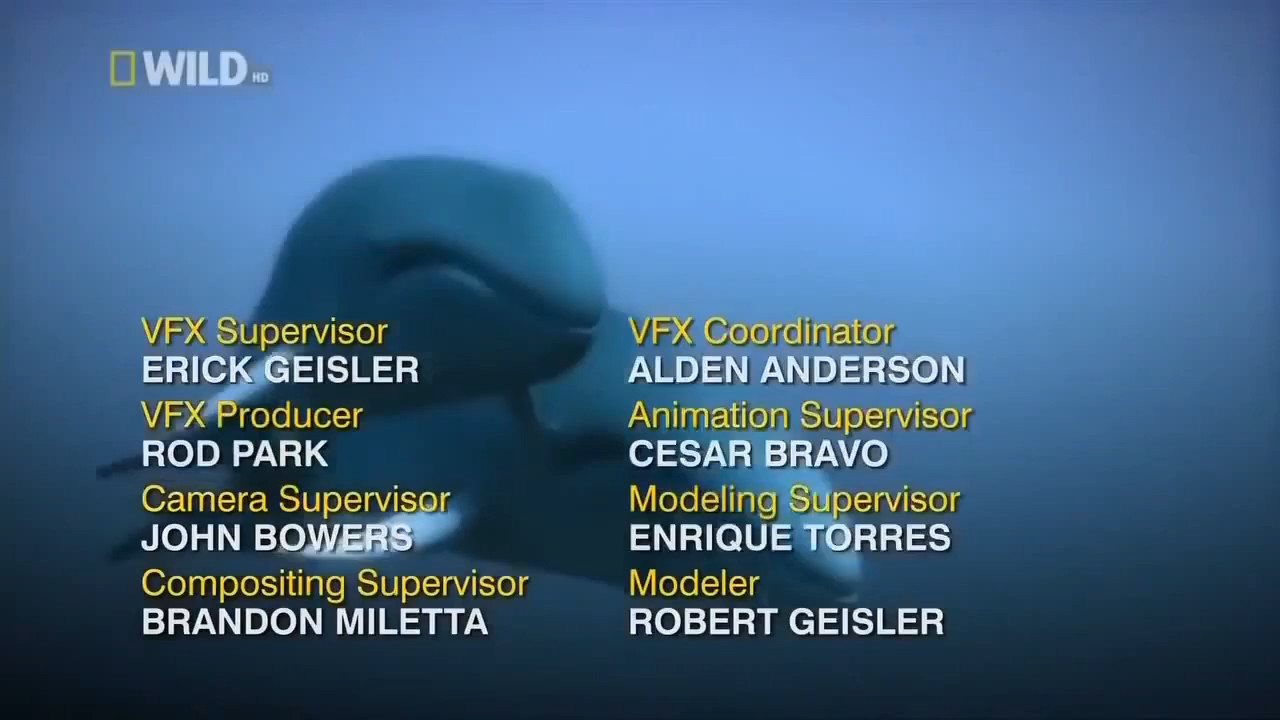 WILD HD
VFX Supervisor
ERICK GEISLER
VFX Producer
ROD PARK
Camera Supervisor
JOHN BOWERS
Compositing Supervisor
BRANDON MILETTA
VFX Coordinator
ALDEN ANDERSON
Animation Supervisor
CESAR BRAVO
Modeling Supervisor
ENRIQUE TORRES
Modeler
ROBERT GEISLER